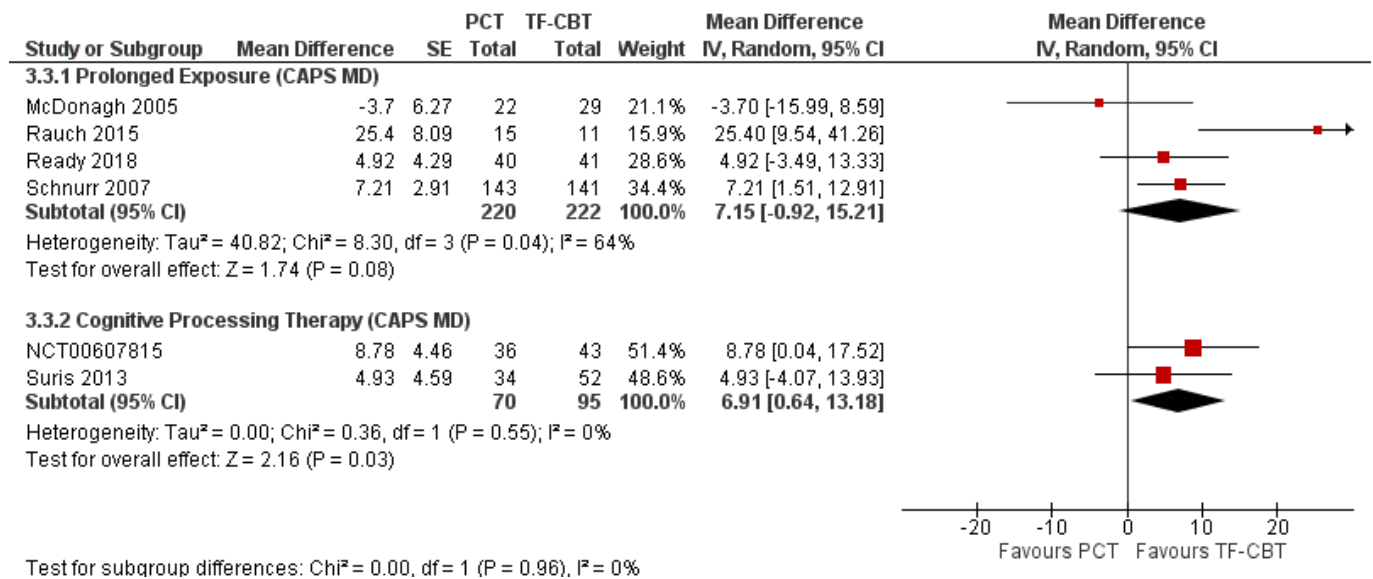 PCT TF-CBT Mean Difference Mean Difference
Study or Subgroup Mean Difference SE Total Total Weight IV, Random, 95% CI IV, Random, 95% CI
3.3.1 Prolonged Exposure (CAPS MD)
McDonagh 2005 -3.7 6.27 22 29 21.1% -3.70 [-15.99, 8.59]
Rauch 2015 25.4 8.09 15 11 15.9% 25.40 [9.54, 41.26]
Ready 2018 4.92 4.29 40 41 28.6% 4.92 [-3.49, 13.33]
Schnurr 2007 7.21 2.91 143 141 34.4% 7.21 [1.51, 12.91]
Subtotal (95% CI) 220 222 100.0% 7.15 [-0.92, 15.21]
Heterogeneity: Tau² = 40.82; Chi² = 8.30, df = 3 (P = 0.04); I² = 64%
Test for overall effect: Z = 1.74 (P = 0.08)
3.3.2 Cognitive Processing Therapy (CAPS MD)
NCT00607815 8.78 4.46 36 43 51.4% 8.78 [0.04, 17.52]
Suris 2013 4.93 4.59 34 52 48.6% 4.93 [-4.07, 13.93]
Subtotal (95% CI) 70 95 100.0% 6.91 [0.64, 13.18]
Heterogeneity: Tau² = 0.00; Chi² = 0.36, df = 1 (P = 0.55); I² = 0%
Test for overall effect: Z = 2.16 (P = 0.03)
-20 -10 0 10 20
Favours PCT Favours TF-CBT
Test for subgroup differences: Chi² = 0.00, df = 1 (P = 0.96), I² = 0%